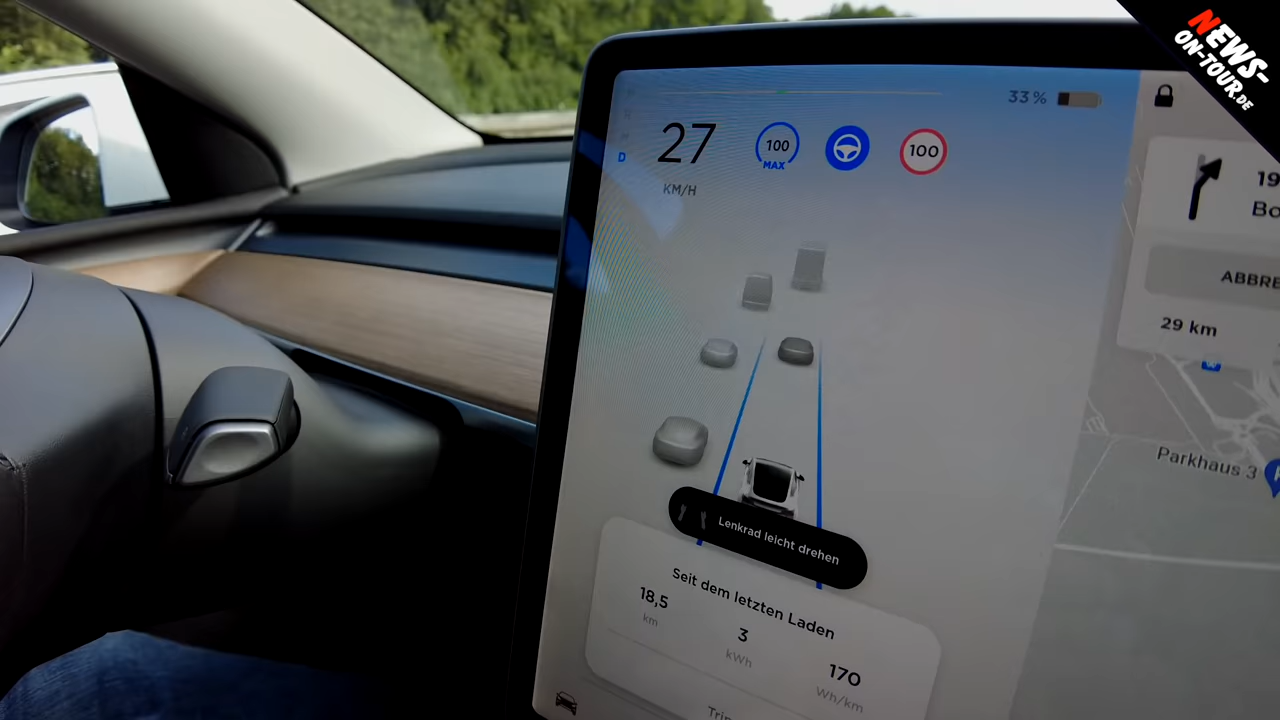 NEWS-
ON-TOUR.DE
33 %
D
27
KM/H
100
MAX
100
19
Bo
ABBRE
29 km
Parkhaus 3
P
Lenkrad leicht drehen
Seit dem letzten Laden
18,5
km
3
kWh
170
Wh/km
Trip